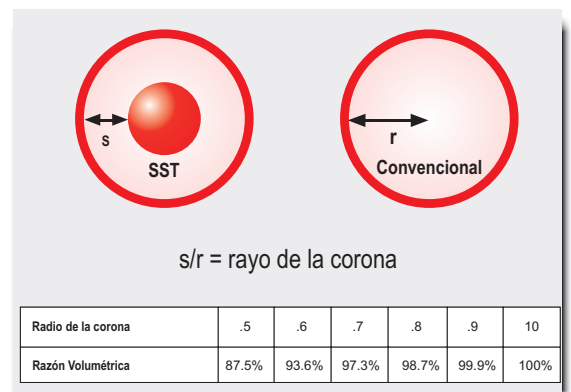 s
SST
r
Convencional
s/r = rayo de la corona
Radio de la corona .5 .6 .7 .8 .9 10
Razón Volumétrica 87.5% 93.6% 97.3% 98.7% 99.9% 100%